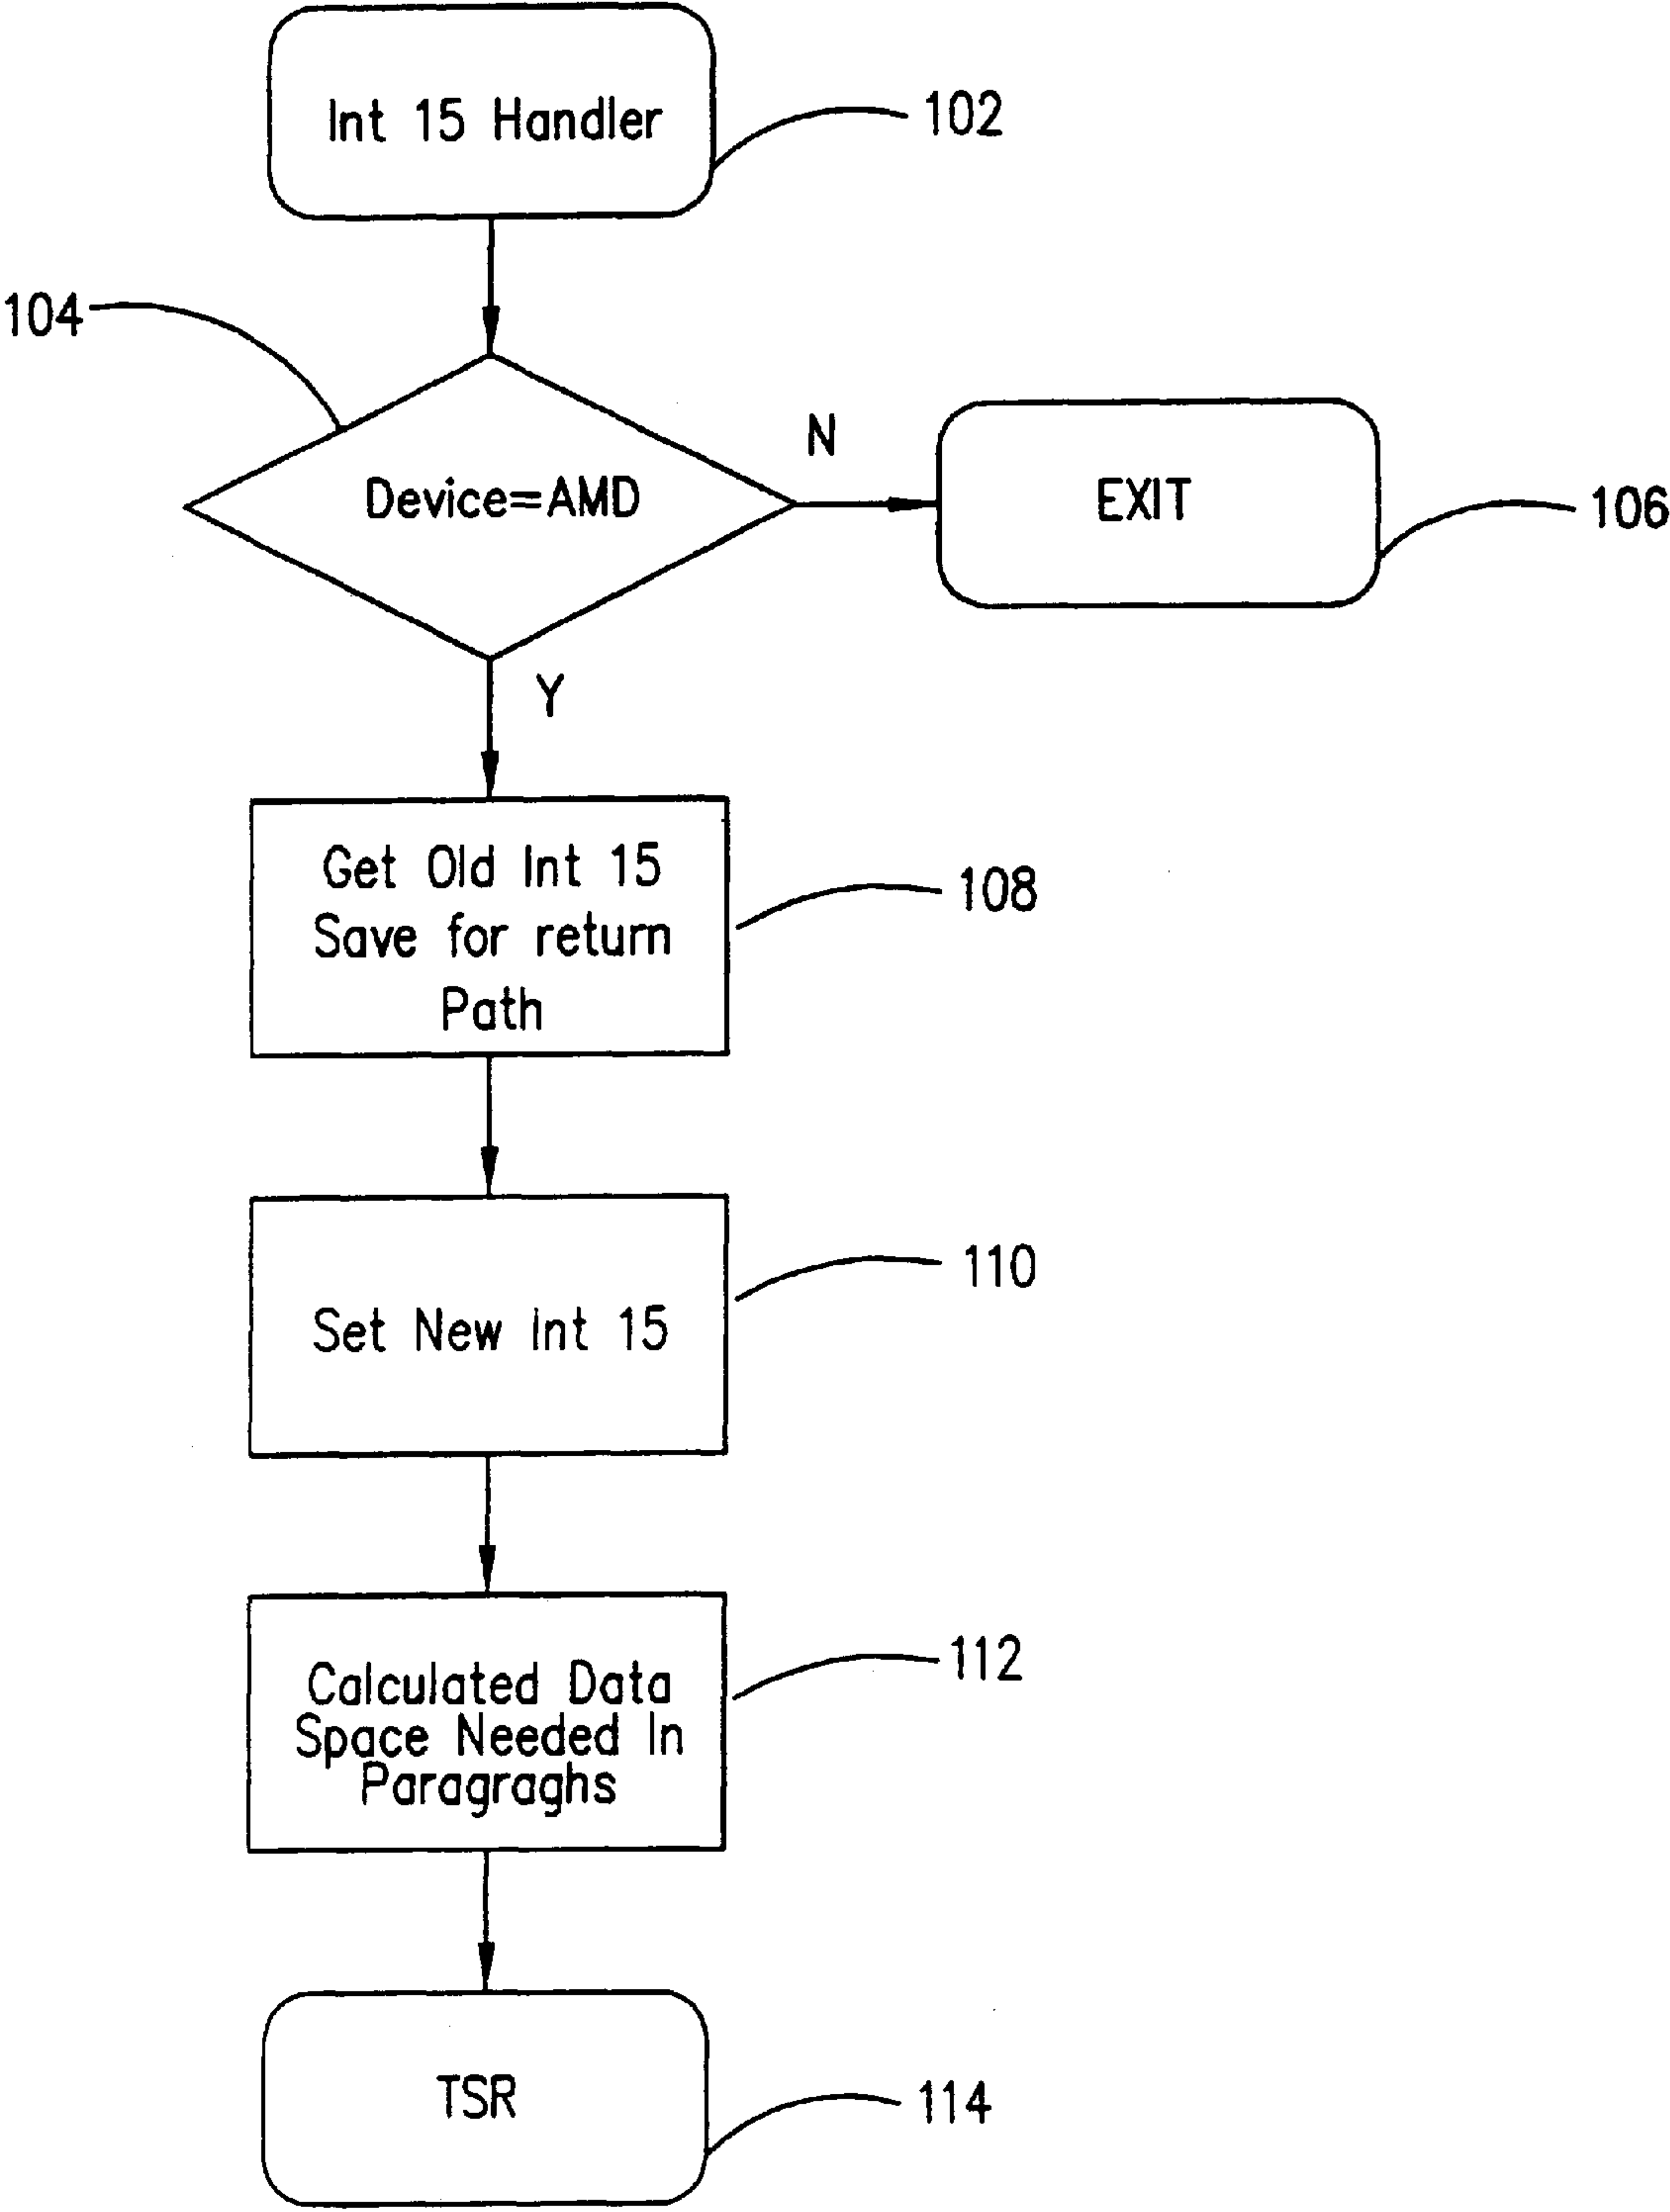 Int 15 Handler
102
104
Device=AMD
N
EXIT
106
Y
Get Old Int 15
Save for return
Path
108
Set New Int 15
110
Calculated Data
Space Needed In
Paragraghs
112
TSR
114